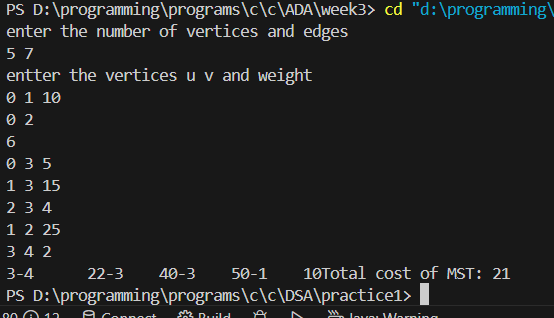 PS D:\programming\programs\c\c\ADA\week3> cd "d:\programming\
enter the number of vertices and edges
5 7
entter the vertices u v and weight
0 1 10
0 2
6
0 3 5
1 3 15
2 3 4
1 2 25
3 4 2
3-4 22-3 40-3 50-1 10Total cost of MST: 21
PS D:\programming\programs\c\c\DSA\practice1>
80 12 Connect Build Java: Warning